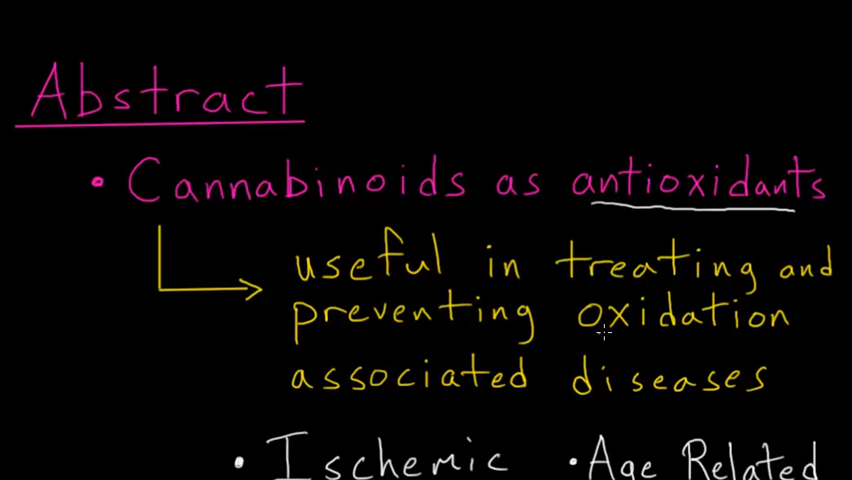 Abstract
• Cannabinoids as antioxidants
useful in treating and
preventing oxidation
associated diseases
• Ischemic • Age Related